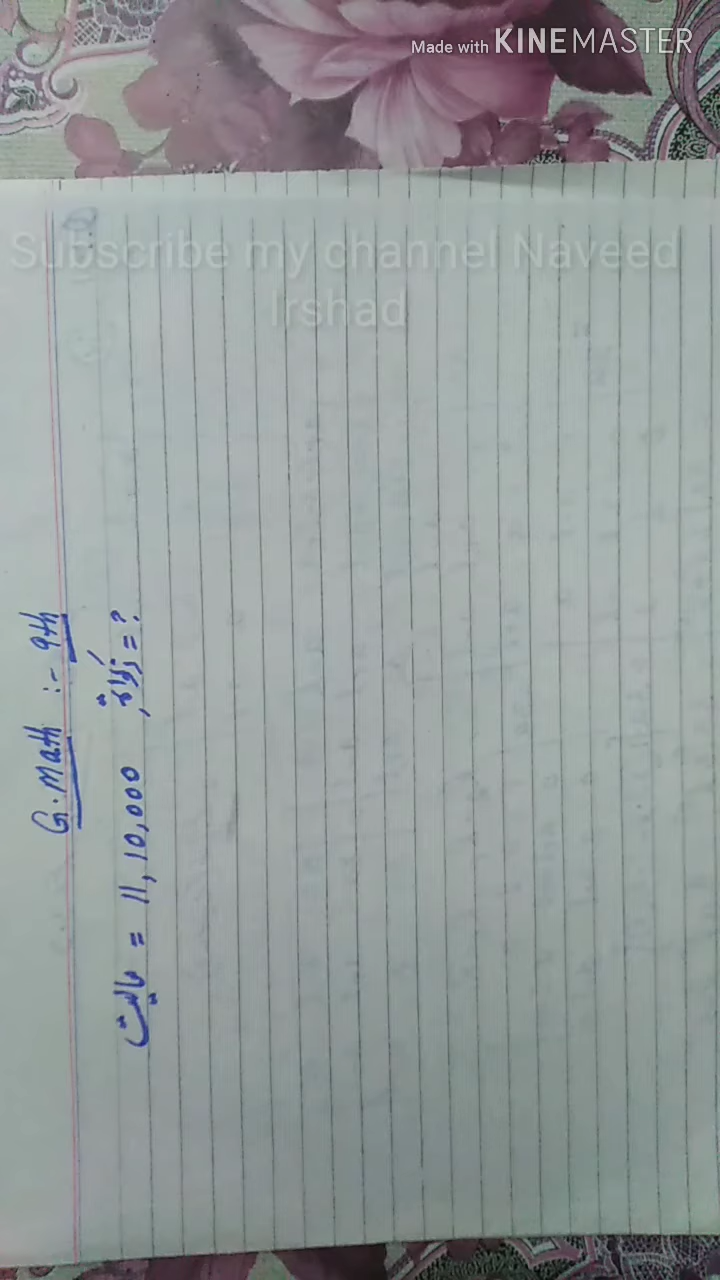 Made with KINEMASTER
Subscribe my channel Naveed
Irshad
G. Math :- 9th
مالیت = 11,10,000 , زکوٰۃ = ?